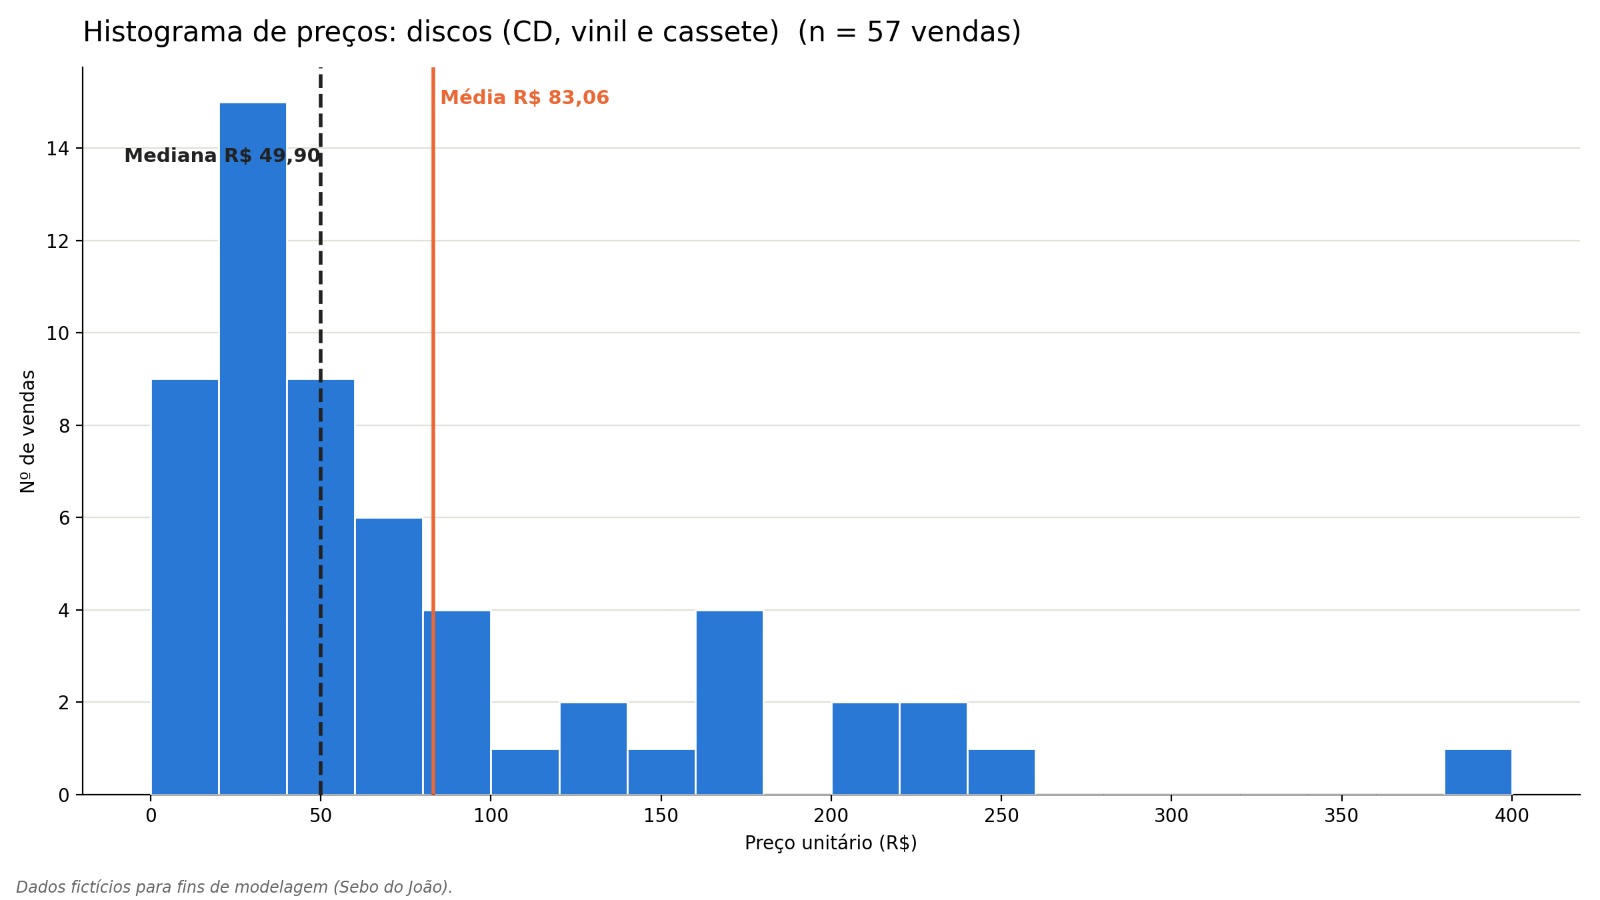 Histograma de preços: discos (CD, vinil e cassete)  (n = 57 vendas)
Média R$ 83,06
Mediana R$ 49,90
Nº de vendas
14
12
10
8
6
4
2
0
0 50 100 150 200 250 300 350 400
Preço unitário (R$)
Dados fictícios para fins de modelagem (Sebo do João).